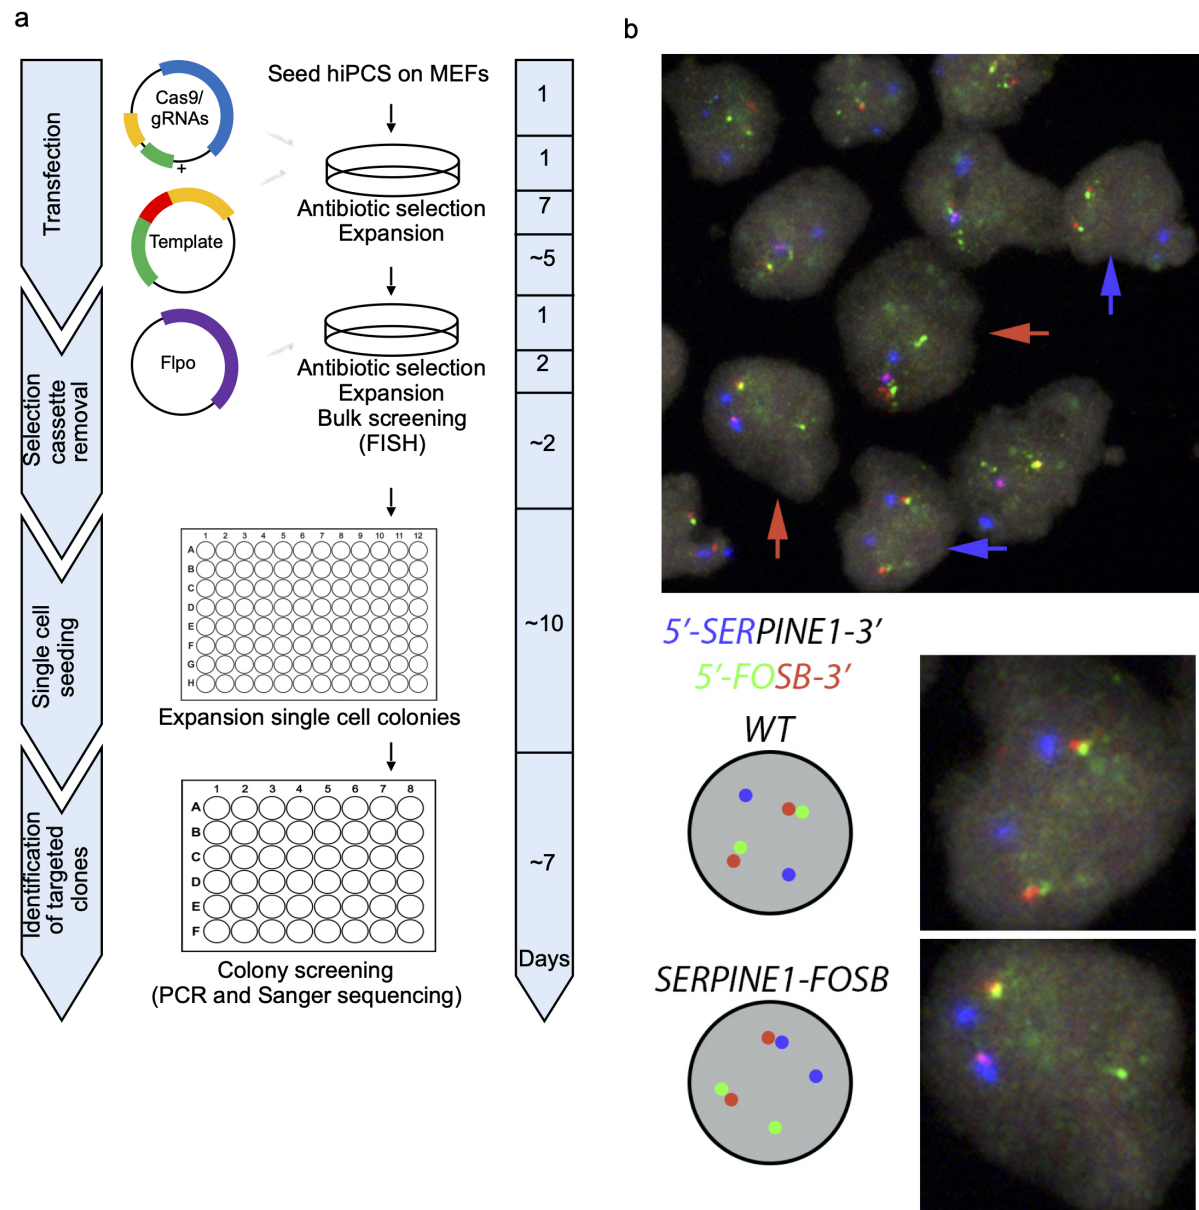 a
Transfection
Selection
cassette
removal
Single cell
seeding
Identification
of targeted
clones
Cas9/
gRNAs
+
Template
Flpo
Seed hiPCS on MEFs
Antibiotic selection
Expansion
Antibiotic selection
Expansion
Bulk screening
(FISH)
1 2 3 4 5 6 7 8 9 10 11 12
A
B
C
D
E
F
G
H
Expansion single cell colonies
1 2 3 4 5 6 7 8
A
B
C
D
E
F
Colony screening
(PCR and Sanger sequencing)
1
1
7
~5
1
2
~2
~10
~7
Days
b
5′-SERPINE1-3′
5′-FOSB-3′
WT
SERPINE1-FOSB